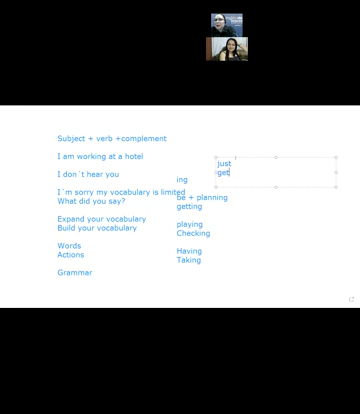 Subject + verb +complement
I am working at a hotel
I don´t hear you
I´m sorry my vocabulary is limited
What did you say?
Expand your vocabulary
Build your vocabulary
Words
Actions
Grammar
ing
be + planning
getting
playing
Checking
Having
Taking
just
get